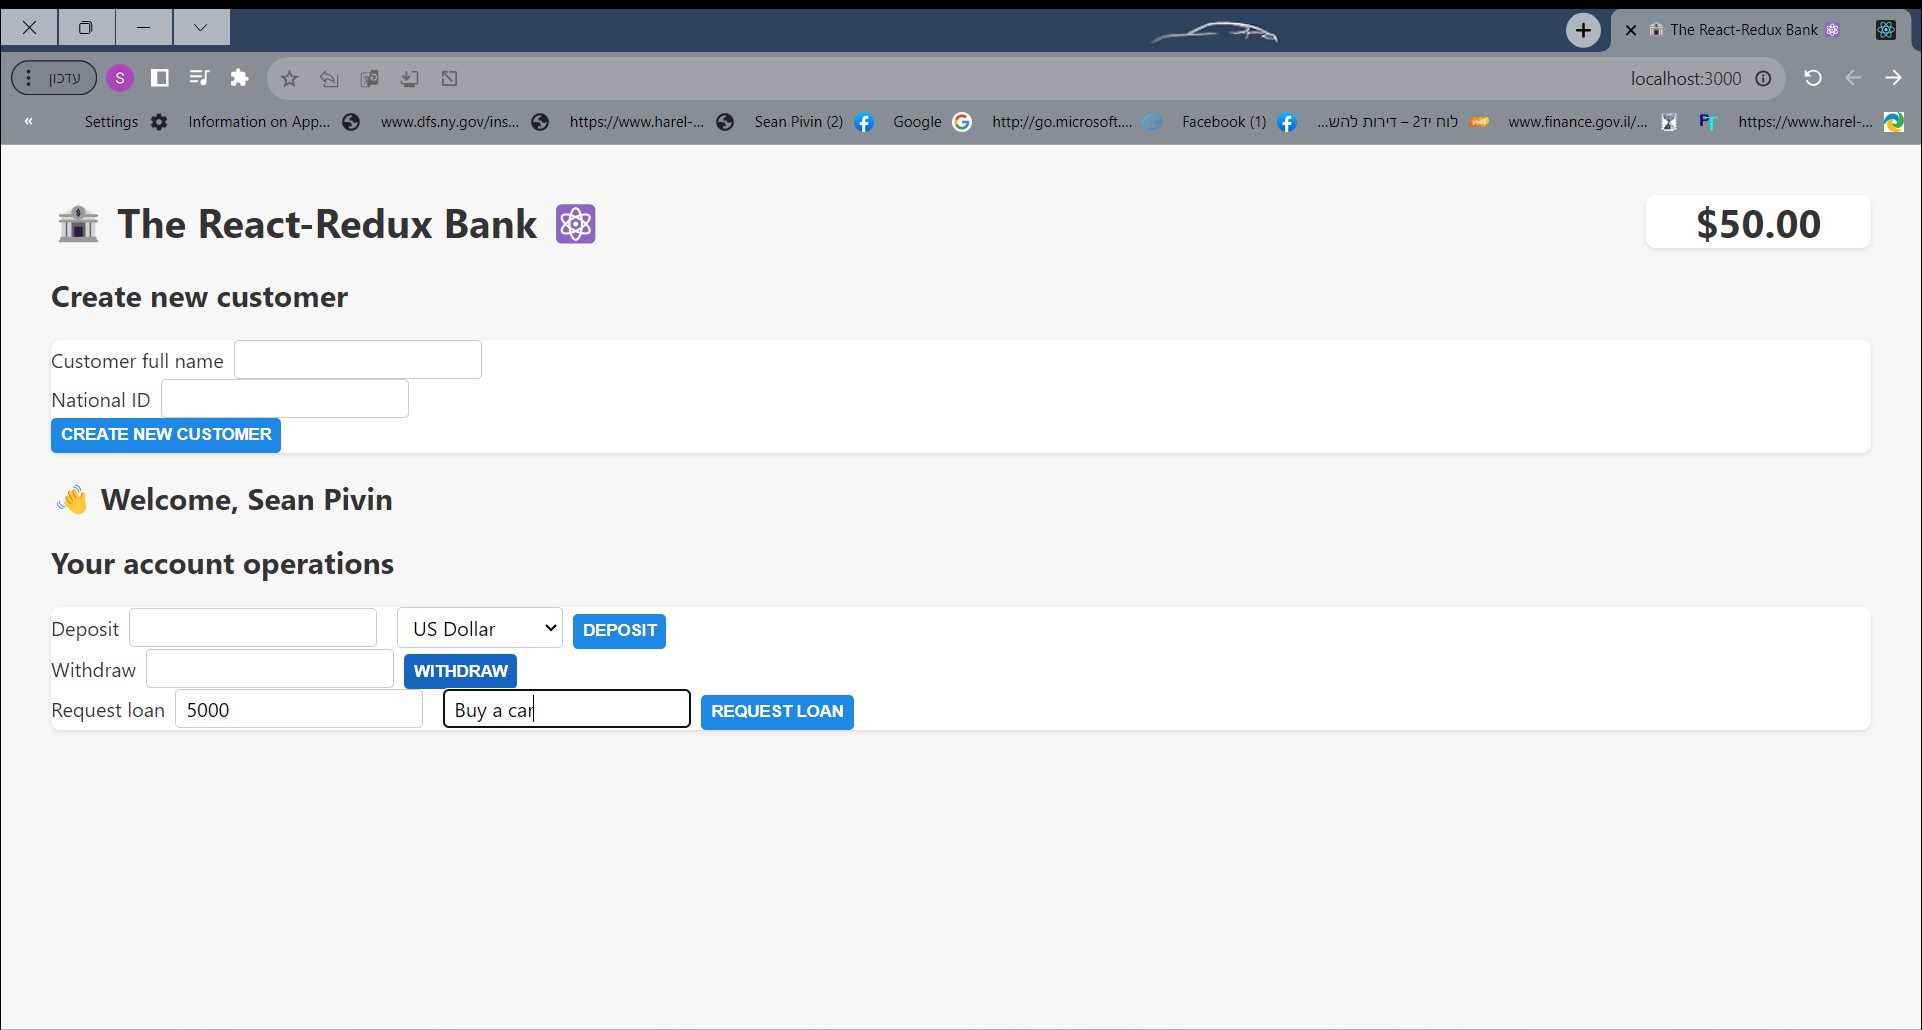 The React-Redux Bank
עדכון
S
localhost:3000
«
Settings
Information on App...
www.dfs.ny.gov/ins...
https://www.harel-...
Sean Pivin (2)
Google
http://go.microsoft....
Facebook (1)
לוח יד2 – דירות להש...
www.finance.gov.il/...
PT
https://www.harel-...
The React-Redux Bank
$50.00
Create new customer
Customer full name
National ID
CREATE NEW CUSTOMER
Welcome, Sean Pivin
Your account operations
Deposit US Dollar DEPOSIT
Withdraw WITHDRAW
Request loan 5000 Buy a car REQUEST LOAN